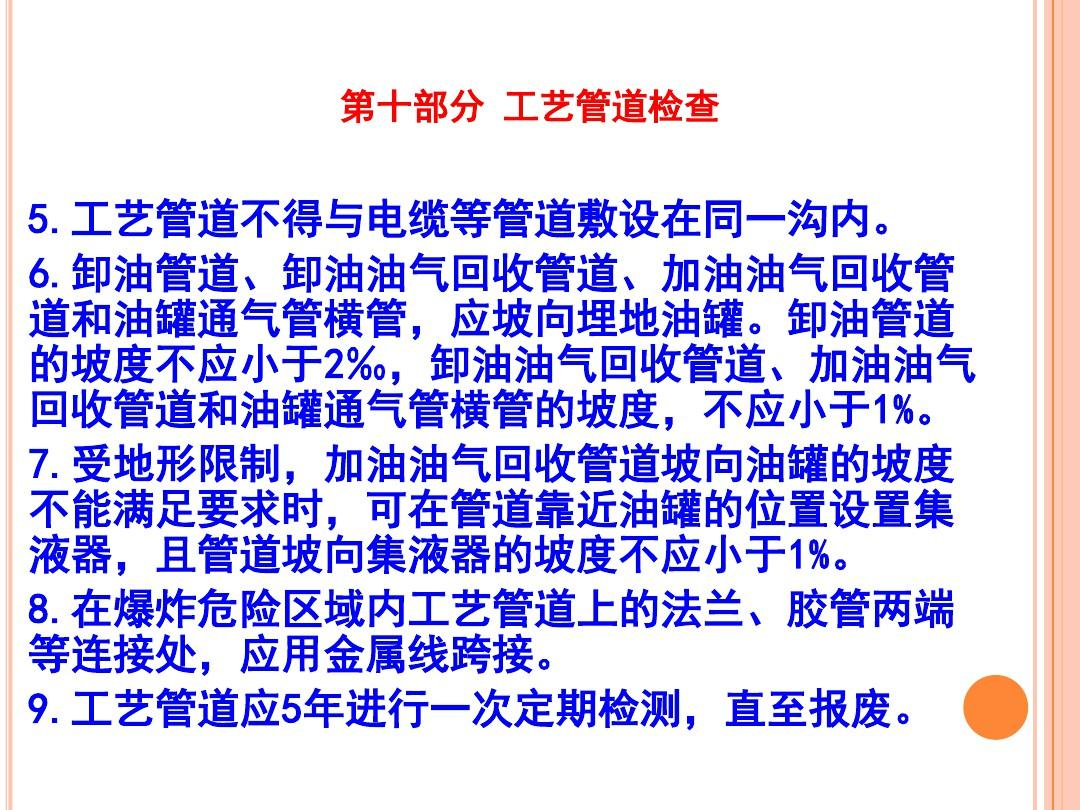 第十部分 工艺管道检查
5.工艺管道不得与电缆等管道敷设在同一沟内。
6.卸油管道、卸油油气回收管道、加油油气回收管
道和油罐通气管横管，应坡向埋地油罐。卸油管道
的坡度不应小于2‰，卸油油气回收管道、加油油气
回收管道和油罐通气管横管的坡度，不应小于1%。
7.受地形限制，加油油气回收管道坡向油罐的坡度
不能满足要求时，可在管道靠近油罐的位置设置集
液器，且管道坡向集液器的坡度不应小于1%。
8.在爆炸危险区域内工艺管道上的法兰、胶管两端
等连接处，应用金属线跨接。
9.工艺管道应5年进行一次定期检测，直至报废。